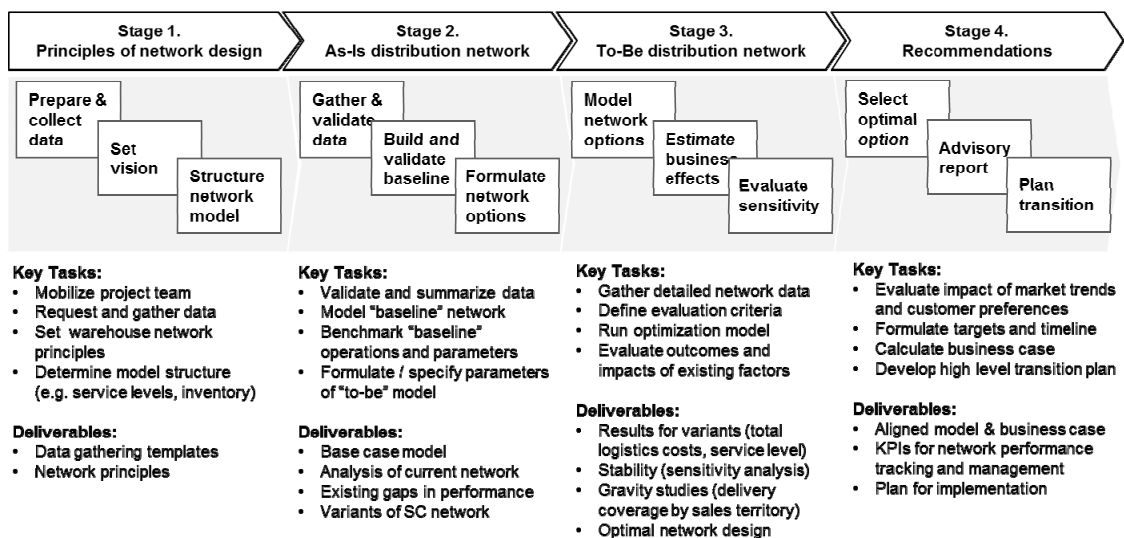 Stage 1.
Principles of network design
Stage 2.
As-Is distribution network
Stage 3.
To-Be distribution network
Stage 4.
Recommendations
Prepare &
collect
data
Set
vision
Structure
network
model
Gather &
validate
data
Build and
validate
baseline
Formulate
network
options
Model
network
options
Estimate
business
effects
Evaluate
sensitivity
Select
optimal
option
Advisory
report
Plan
transition
Key Tasks:
• Mobilize project team
• Request and gather data
• Set warehouse network
principles
• Determine model structure
(e.g. service levels, inventory)
Deliverables:
• Data gathering templates
• Network principles
Key Tasks:
• Validate and summarize data
• Model "baseline" network
• Benchmark "baseline"
operations and parameters
• Formulate / specify parameters
of "to-be" model
Deliverables:
• Base case model
• Analysis of current network
• Existing gaps in performance
• Variants of SC network
Key Tasks:
• Gather detailed network data
• Define evaluation criteria
• Run optimization model
• Evaluate outcomes and
impacts of existing factors
Deliverables:
• Results for variants (total
logistics costs, service level)
• Stability (sensitivity analysis)
• Gravity studies (delivery
coverage by sales territory)
• Optimal network design
Key Tasks:
• Evaluate impact of market trends
and customer preferences
• Formulate targets and timeline
• Calculate business case
• Develop high level transition plan
Deliverables:
• Aligned model & business case
• KPIs for network performance
tracking and management
• Plan for implementation